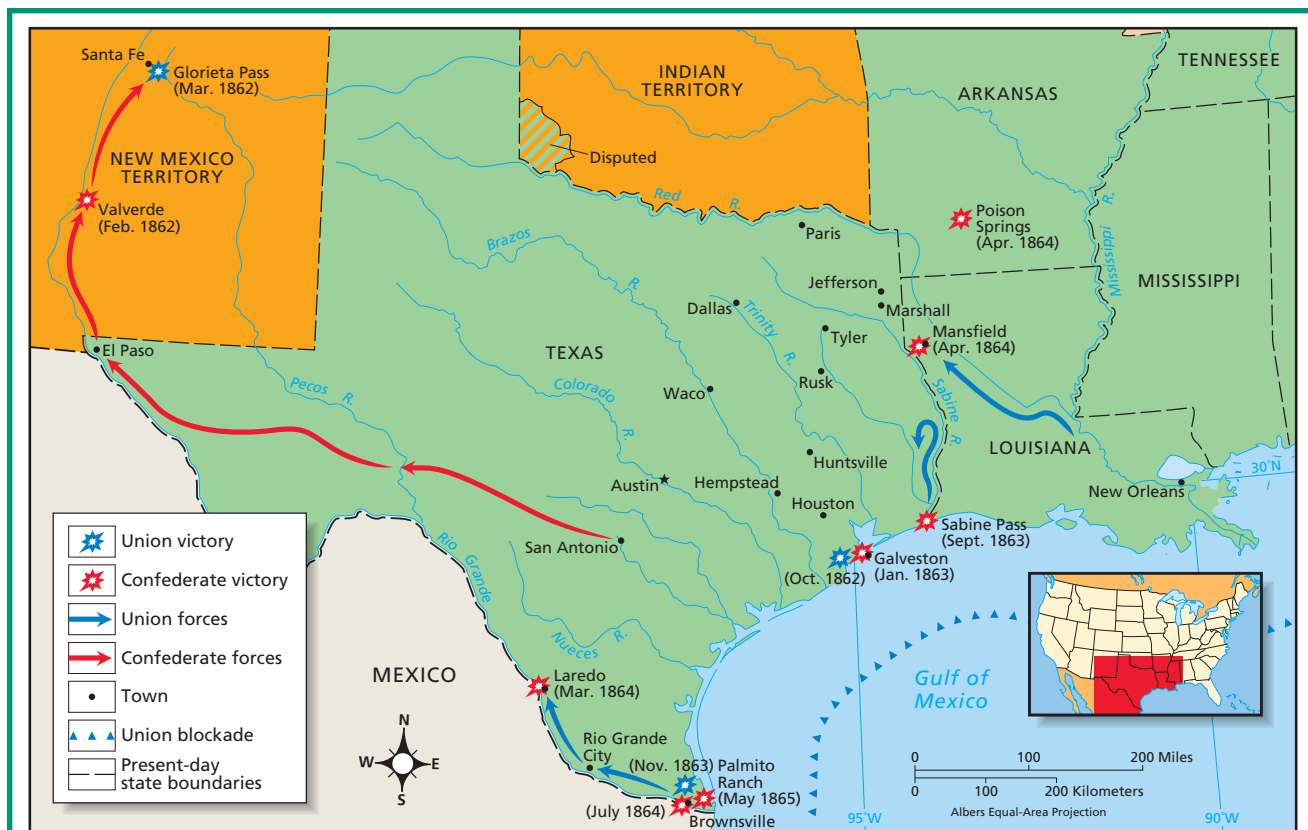 Santa Fe
Glorieta Pass
(Mar. 1862)
NEW MEXICO
TERRITORY
Valverde
(Feb. 1862)
El Paso
INDIAN
TERRITORY
Disputed
Red R.
ARKANSAS
TENNESSEE
Poison
Springs
(Apr. 1864)
Mississippi R.
MISSISSIPPI
Paris
Brazos R.
Jefferson
Marshall
Dallas
Trinity R.
Tyler
Mansfield
(Apr. 1864)
TEXAS
Rusk
Sabine R.
Pecos R.
Colorado R.
Waco
LOUISIANA
Huntsville
30°N
New Orleans
Austin
Hempstead
Houston
Sabine Pass
(Sept. 1863)
San Antonio
Rio Grande
(Oct. 1862)
Galveston
(Jan. 1863)
Nueces R.
MEXICO
Laredo
(Mar. 1864)
Gulf of
Mexico
Rio Grande
City
(Nov. 1863)
Palmito
Ranch
(May 1865)
(July 1864)
Brownsville
Union victory
Confederate victory
Union forces
Confederate forces
Town
Union blockade
Present-day
state boundaries
N
W
E
S
0 100 200 Miles
0 100 200 Kilometers
Albers Equal-Area Projection
95°W
90°W